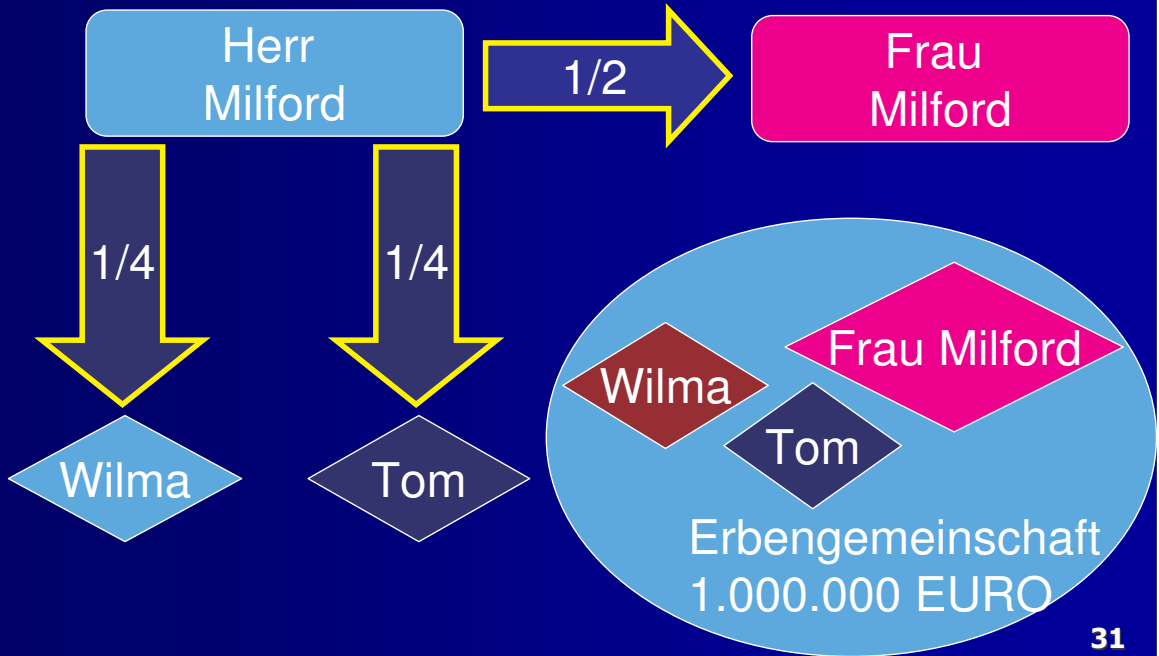 Herr
Milford
1/2
Frau
Milford
1/4
1/4
Wilma
Tom
Wilma
Frau Milford
Tom
Erbengemeinschaft
1.000.000 EURO
31